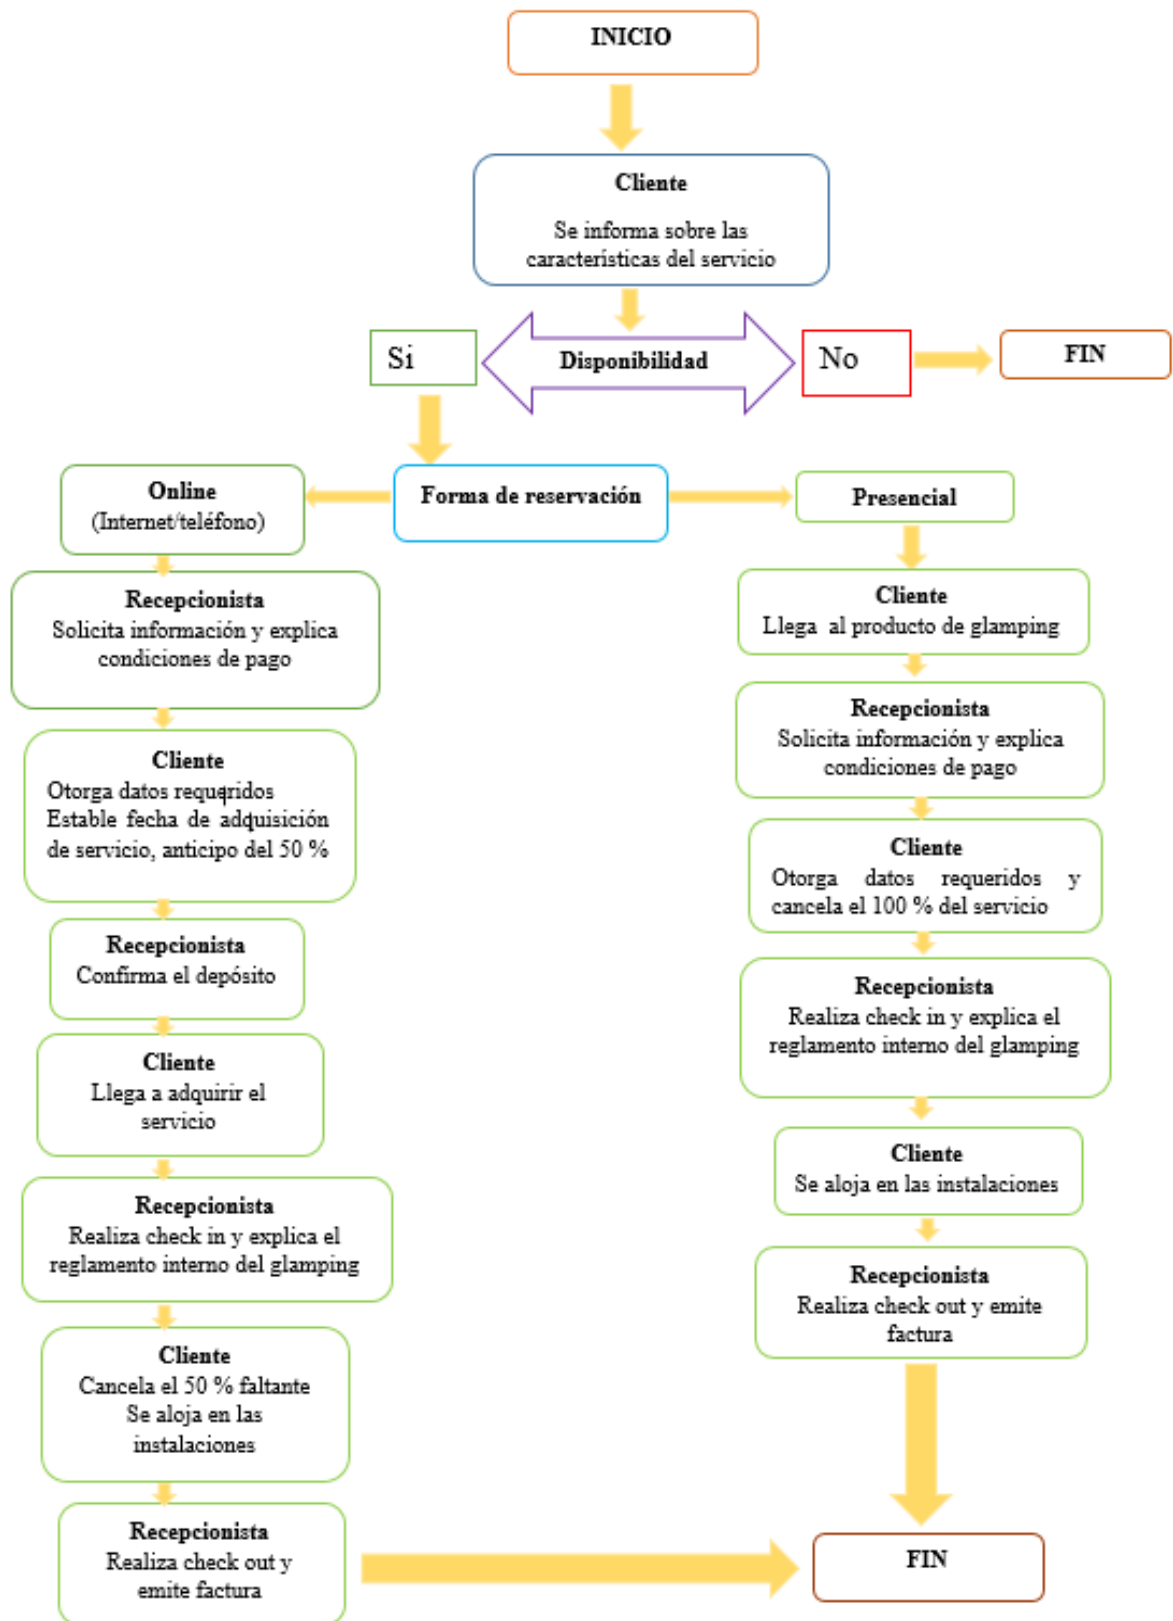 INICIO
Cliente
Se informa sobre las
características del servicio
Si
Disponibilidad
No
FIN
Forma de reservación
Online
(Internet/teléfono)
Recepcionista
Solicita información y explica
condiciones de pago
Cliente
Otorga datos requeridos
Estable fecha de adquisición
de servicio, anticipo del 50 %
Recepcionista
Confirma el depósito
Cliente
Llega a adquirir el
servicio
Recepcionista
Realiza check in y explica el
reglamento interno del glamping
Cliente
Cancela el 50 % faltante
Se aloja en las
instalaciones
Recepcionista
Realiza check out y
emite factura
Presencial
Cliente
Llega al producto de glamping
Recepcionista
Solicita información y explica
condiciones de pago
Cliente
Otorga datos requeridos y
cancela el 100 % del servicio
Recepcionista
Realiza check in y explica el
reglamento interno del glamping
Cliente
Se aloja en las instalaciones
Recepcionista
Realiza check out y emite
factura
FIN